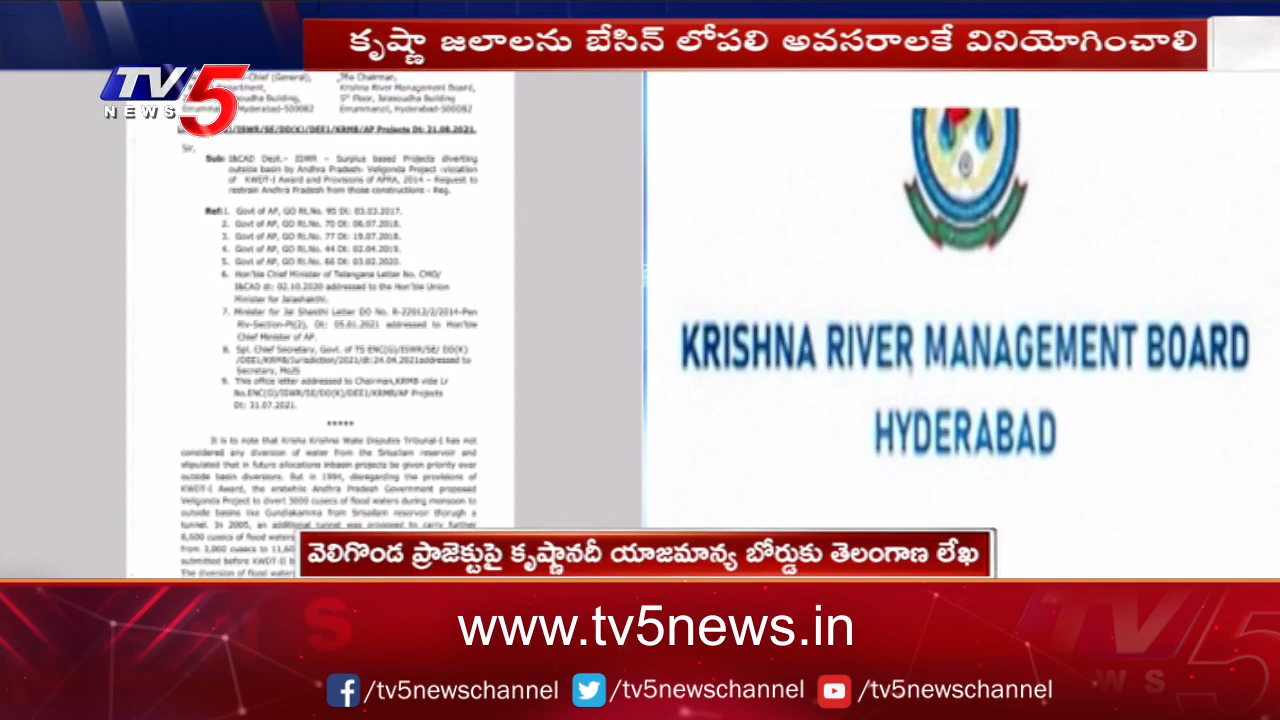 కృష్ణా జలాలను బేసిన్ లోపలి అవసరాలకే వినియోగించాలి
TV5
NEWS
-Chief (General),
The Chairman,
Krishna River Management Board,
5th Floor, Jalasoudha Building
Errummanzil, Hyderabad-500082
/ISWR/SE/DD(K)/DEE1/KRMB/AP Projects Dt: 21.08.2021.
Sir,
Sub: I&CAD Dept.- ISWR – Surplus based Projects diverting
outside basin by Andhra Pradesh- Veligonda Project -violation
of KWDT-I Award and Provisions of APRA, 2014 – Request to
restrain Andhra Pradesh from those constructions - Reg.
Ref: 1. Govt of AP, GO Rt.No. 95 Dt: 03.03.2017.
2. Govt of AP, GO Rt.No. 70 Dt: 06.07.2018.
3. Govt of AP, GO Rt.No. 77 Dt: 19.07.2018.
4. Govt of AP, GO Rt.No. 44 Dt: 02.04.2019.
5. Govt of AP, GO Rt.No. 66 Dt: 03.02.2020.
6. Hon'ble Chief Minister of Telangana Letter No. CMO/
I&CAD dt: 02.10.2020 addressed to the Hon'ble Union
Minister for Jalashakthi.
7. Minister for Jal Shakthi Letter DO No. R-22012/2/2014-Pen
Riv-Section-Pt(2), Dt: 05.01.2021 addressed to Hon'ble
Chief Minister of AP.
8. Spl. Chief Secretary, Govt. of TS ENC(G)/ISWR/SE/ DD(K)
/DEE1/KRMB/Jurisdiction/2021/dt:24.04.2021addressed to
Secretary, MoJS
9. This office letter addressed to Chairman,KRMB vide Lr
No.ENC(G)/ISWR/SE/DD(K)/DEE1/KRMB/AP Projects
Dt: 31.07.2021.
*****
It is to note that Krisha Krishna Wate Disputes Tribunal-I has not
considered any diversion of water from the Srisailam reservoir and
stipulated that in future allocations inbasin projects be given priority over
outside basin diversions. But in 1994, disregarding the provisions of
KWDT-I Award, the erstwhile Andhra Pradesh Government proposed
Veligonda Project to divert 3000 cusecs of flood waters during monsoon to
outside basins like Gundlakamma from Srisailam reservoir thorugh a
tunnel. In 2005, an additional tunnel was proposed to carry further
8,600 cusecs of flood waters
from 3,000 cusecs to 11,60
submitted before KWDT-II b
The diversion of flood water
KRISHNA RIVER MANAGEMENT BOARD
HYDERABAD
వెలిగొండ ప్రాజెక్టుపై కృష్ణానదీ యాజమాన్య బోర్డుకు తెలంగాణ లేఖ
www.tv5news.in
/tv5newschannel /tv5newschannel /tv5newschannel